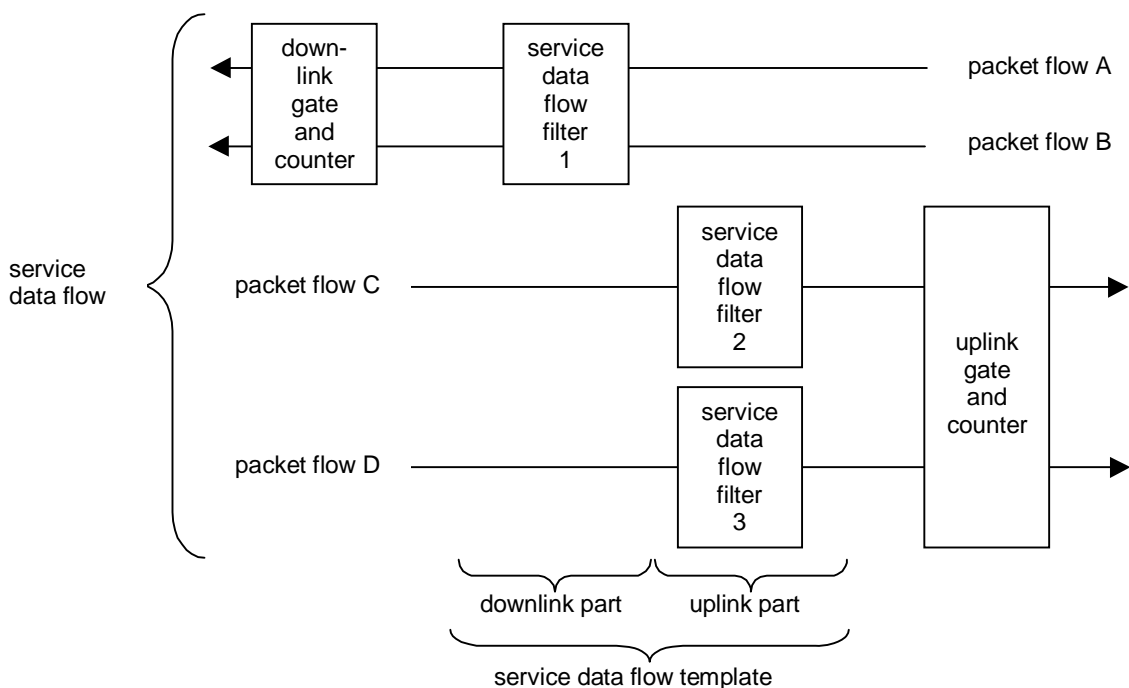 down-
link
gate
and
counter
service
data
flow
filter
1
packet flow A
packet flow B
service
data flow
packet flow C
service
data
flow
filter
2
uplink
gate
and
counter
packet flow D
service
data
flow
filter
3
downlink part
uplink part
service data flow template